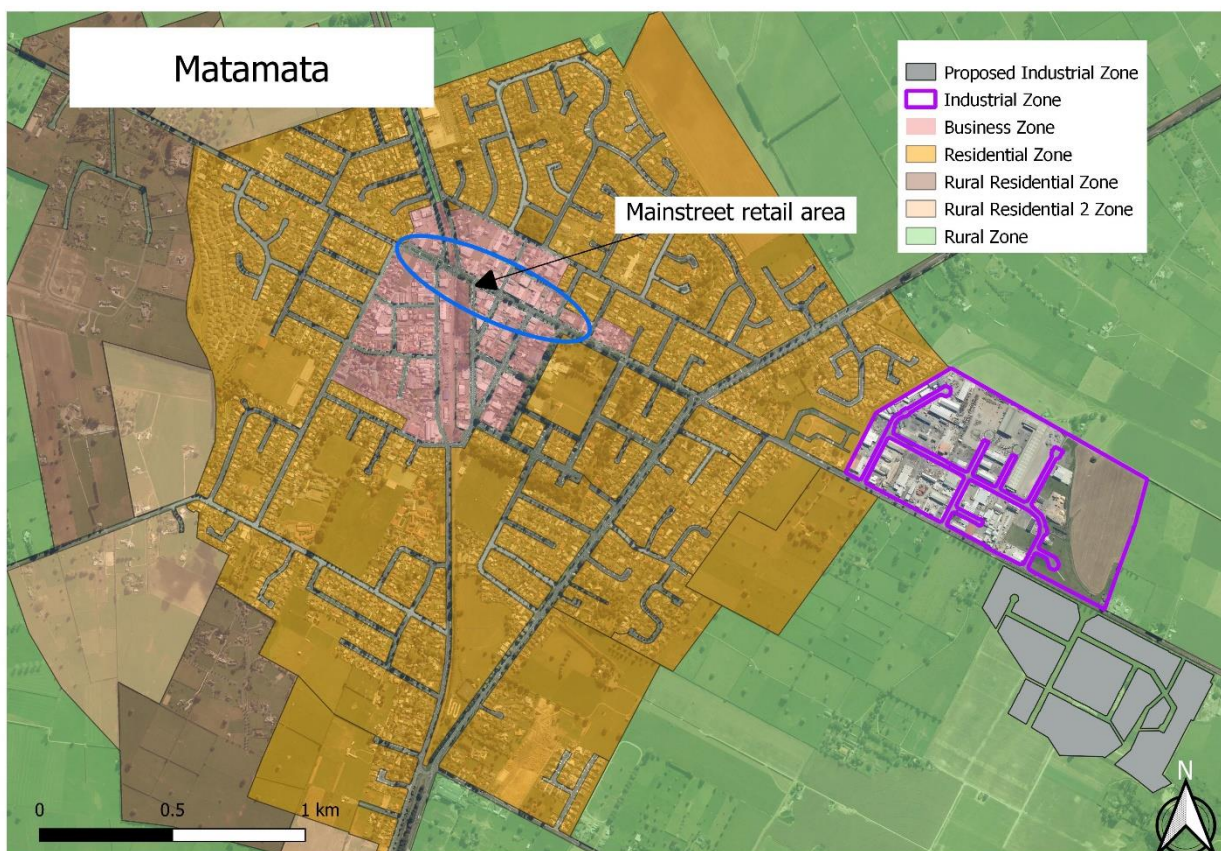 Matamata
Proposed Industrial Zone
Industrial Zone
Business Zone
Residential Zone
Rural Residential Zone
Rural Residential 2 Zone
Rural Zone
Mainstreet retail area
0 0.5 1 km
N